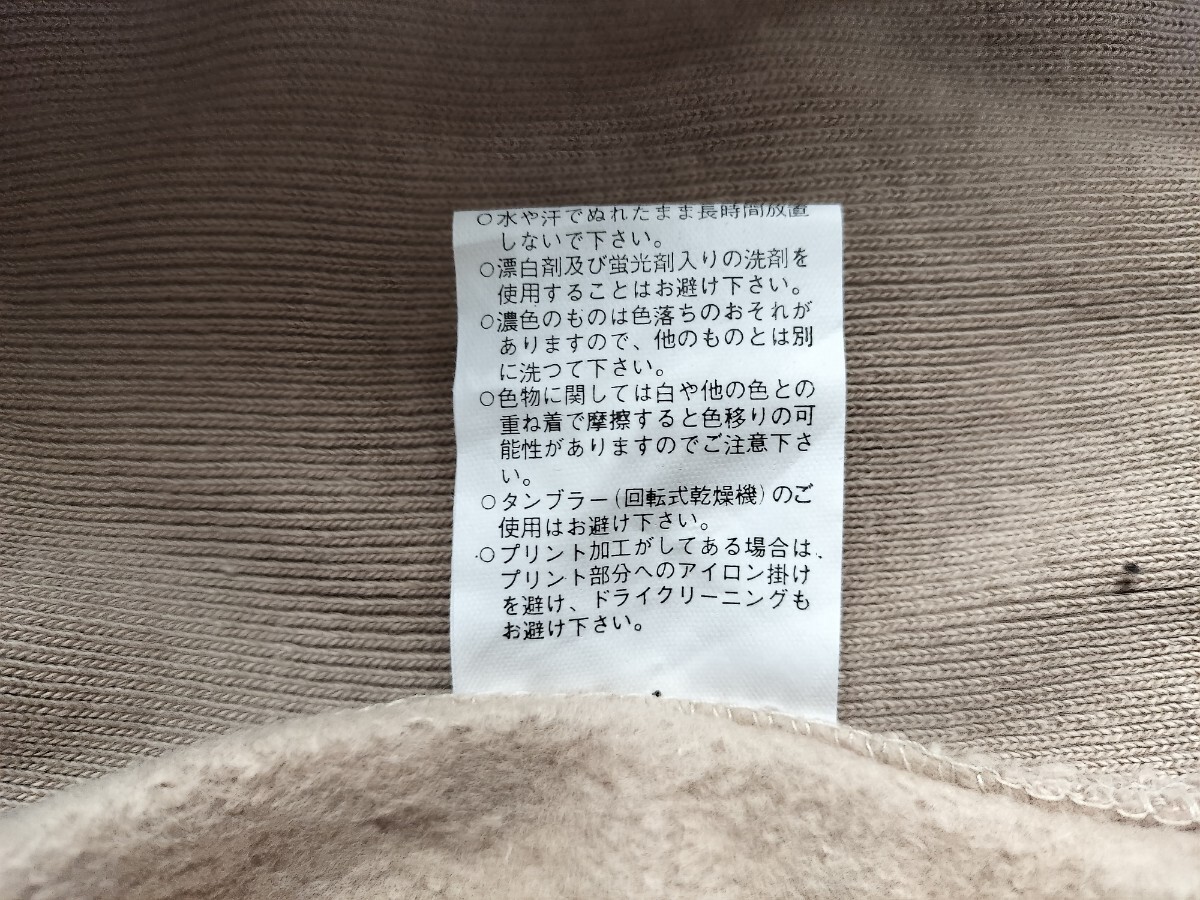 ○水や汗でぬれたまま長時間放置
しないで下さい。
○漂白剤及び蛍光剤入りの洗剤を
使用することはお避け下さい。
○濃色のものは色落ちのおそれが
ありますので、他のものとは別
に洗つて下さい。
○色物に関しては白や他の色との
重ね着で摩擦すると色移りの可
能性がありますのでご注意下さ
い。
○タンブラー(回転式乾燥機)のご
使用はお避け下さい。
○プリント加工がしてある場合は、
プリント部分へのアイロン掛け
を避け、ドライクリーニングも
お避け下さい。